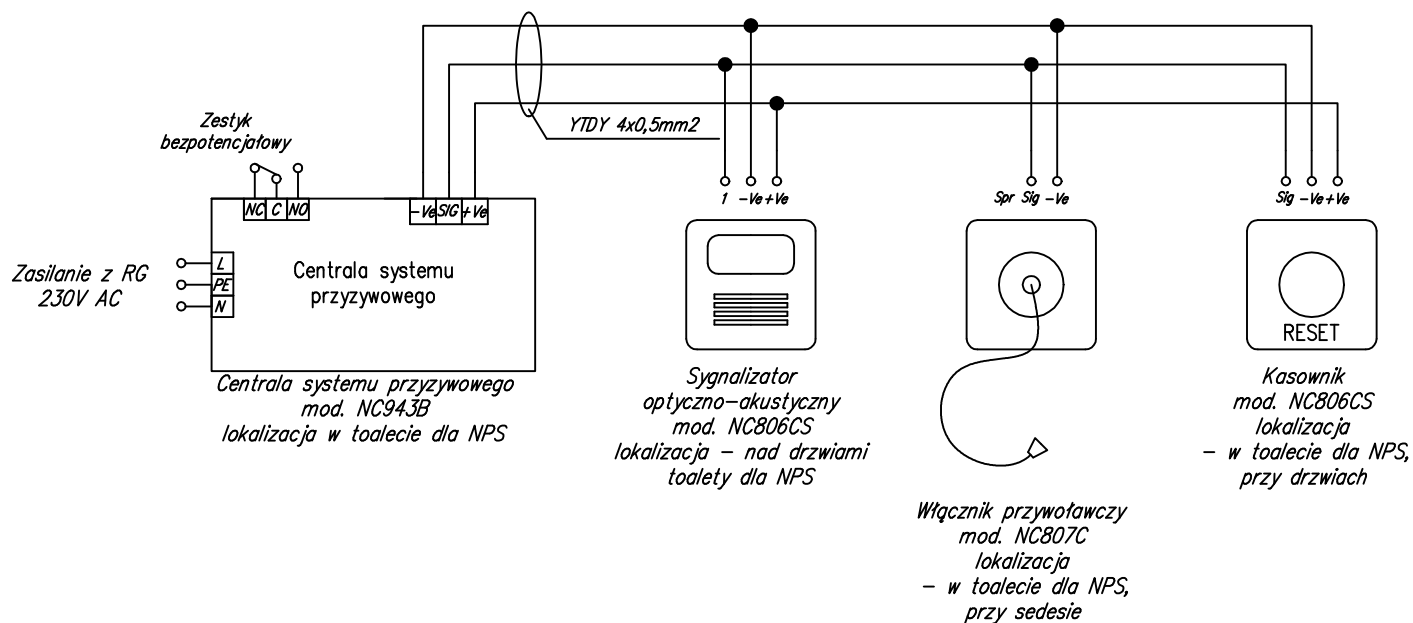 YTDY 4x0,5mm2
Zestyk
bezpotencjałowy
NC C NO
-Ve SIG +Ve
1 -Ve +Ve
Spr Sig -Ve
Sig -Ve +Ve
Zasilanie z RG
230V AC
L
PE
N
Centrala systemu
przyzywowego
RESET
Centrala systemu przyzywowego
mod. NC943B
lokalizacja w toalecie dla NPS
Sygnalizator
optyczno-akustyczny
mod. NC806CS
lokalizacja - nad drzwiami
toalety dla NPS
Włącznik przywoławczy
mod. NC807C
lokalizacja
- w toalecie dla NPS,
przy sedesie
Kasownik
mod. NC806CS
lokalizacja
- w toalecie dla NPS,
przy drzwiach